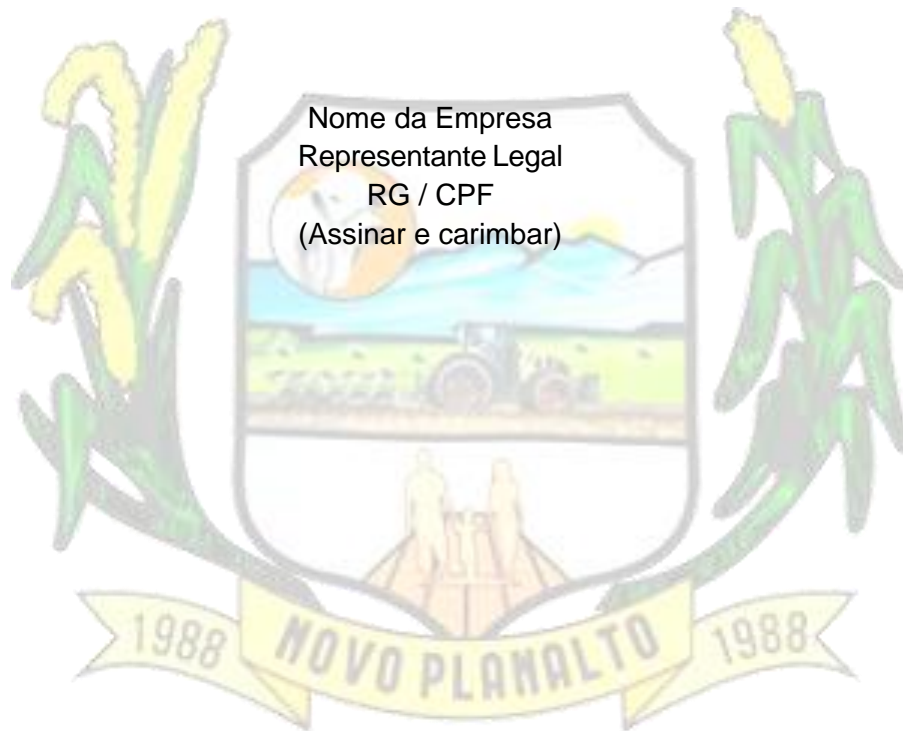 Nome da Empresa
Representante Legal
RG / CPF
(Assinar e carimbar)
1988 NOVO PLANALTO 1988